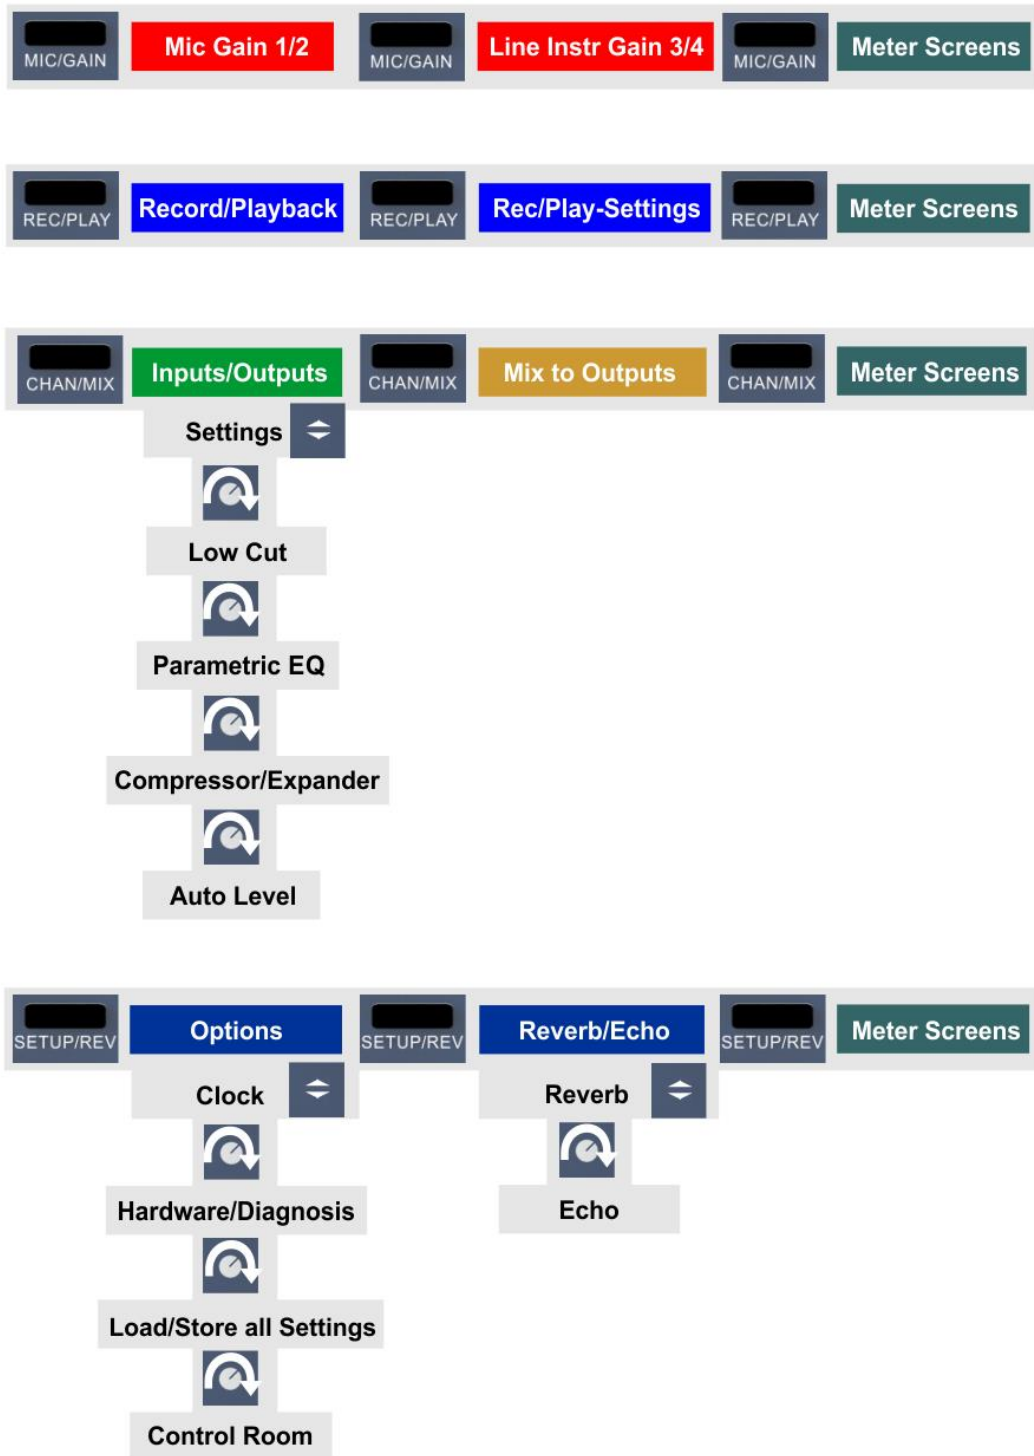 MIC/GAIN Mic Gain 1/2 MIC/GAIN Line Instr Gain 3/4 MIC/GAIN Meter Screens
REC/PLAY Record/Playback REC/PLAY Rec/Play-Settings REC/PLAY Meter Screens
CHAN/MIX Inputs/Outputs CHAN/MIX Mix to Outputs CHAN/MIX Meter Screens
Settings
Low Cut
Parametric EQ
Compressor/Expander
Auto Level
SETUP/REV Options SETUP/REV Reverb/Echo SETUP/REV Meter Screens
Clock Reverb
Hardware/Diagnosis Echo
Load/Store all Settings
Control Room